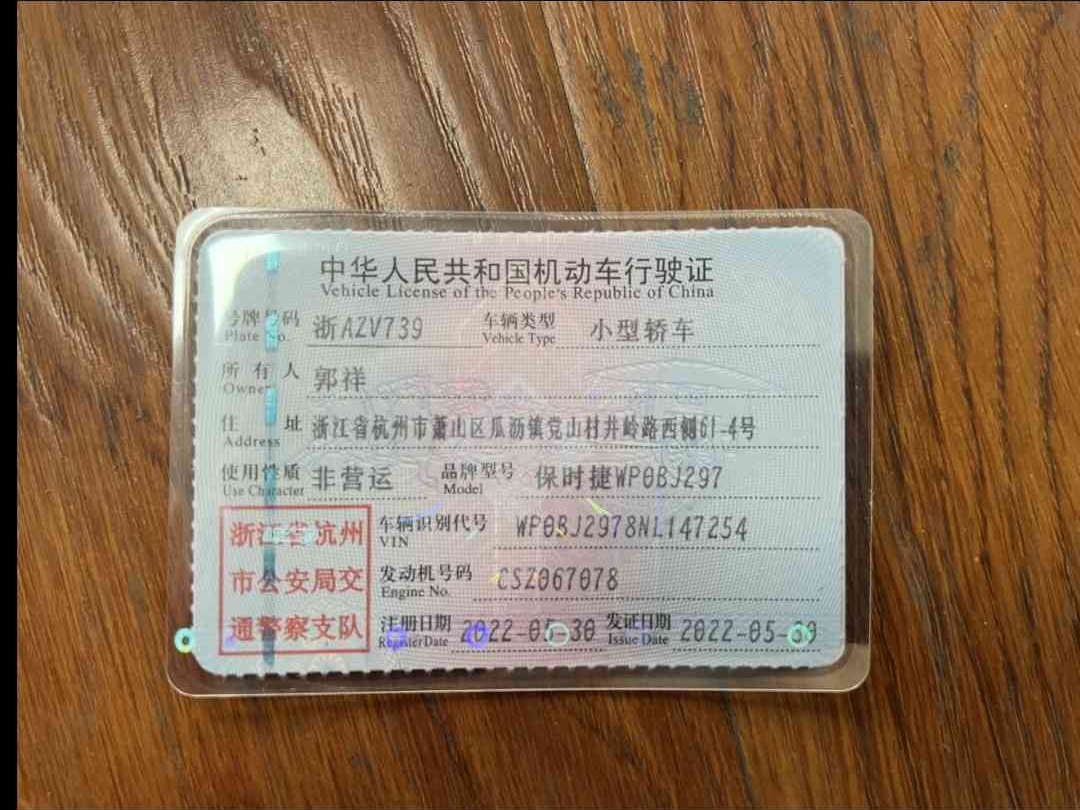 中华人民共和国机动车行驶证
Vehicle License of the People's Republic of China
号牌号码 浙AZV739 车辆类型 小型轿车
Plate No. Vehicle Type
所有人 郭祥
Owner
住址 浙江省杭州市萧山区瓜沥镇党山村井岭路西侧61-4号
Address
使用性质 非营运 品牌型号 保时捷WP0BJ297
Use Character Model
浙江省杭州 车辆识别代号 WP0BJ2978NL147254
VIN
市公安局交 发动机号码 CSZ067078
Engine No.
通警察支队 注册日期 2022-05-30 发证日期 2022-05-30
Register Date Issue Date